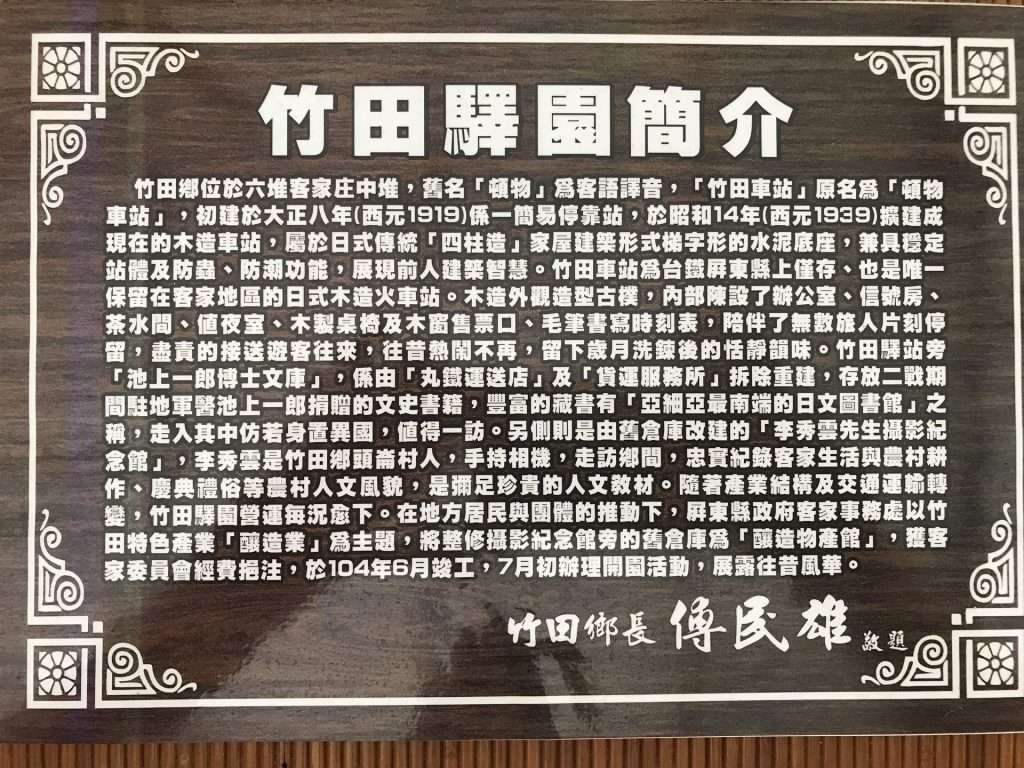 竹田驛園簡介
竹田鄉位於六堆客家庄中堆，舊名「頓物」為客語譯音，「竹田車站」原名為「頓物
車站」，初建於大正八年(西元1919)係一簡易停靠站，於昭和14年(西元1939)擴建成
現在的木造車站，屬於日式傳統「四柱造」家屋建築形式梯字形的水泥底座，兼具穩定
站體及防蟲、防潮功能，展現前人建築智慧。竹田車站為台鐵屏東縣上僅存、也是唯一
保留在客家地區的日式木造火車站。木造外觀造型古樸，內部陳設了辦公室、信號房、
茶水間、值夜室、木製桌椅及木窗售票口、毛筆書寫時刻表，陪伴了無數旅人片刻停
留，盡責的接送遊客往來，往昔熱鬧不再，留下歲月洗鍊後的恬靜韻味。竹田驛站旁
「池上一郎博士文庫」，係由「丸鐵運送店」及「貨運服務所」拆除重建，存放二戰期
間駐地軍醫池上一郎捐贈的文史書籍，豐富的藏書有「亞細亞最南端的日文圖書館」之
稱，走入其中仿若身置異國，值得一訪。另側則是由舊倉庫改建的「李秀雲先生攝影紀
念館」，李秀雲是竹田鄉頭崙村人，手持相機，走訪鄉間，忠實紀錄客家生活與農村耕
作、慶典禮俗等農村人文風貌，是彌足珍貴的人文教材。隨著產業結構及交通運輸轉
變，竹田驛園營運每況愈下。在地方居民與團體的推動下，屏東縣政府客家事務處以竹
田特色產業「釀造業」為主題，將整修攝影紀念館旁的舊倉庫為「釀造物產館」，獲客
家委員會經費挹注，於104年6月竣工，7月初辦理開園活動，展露往昔風華。
竹田鄉長 傅民雄 敬題